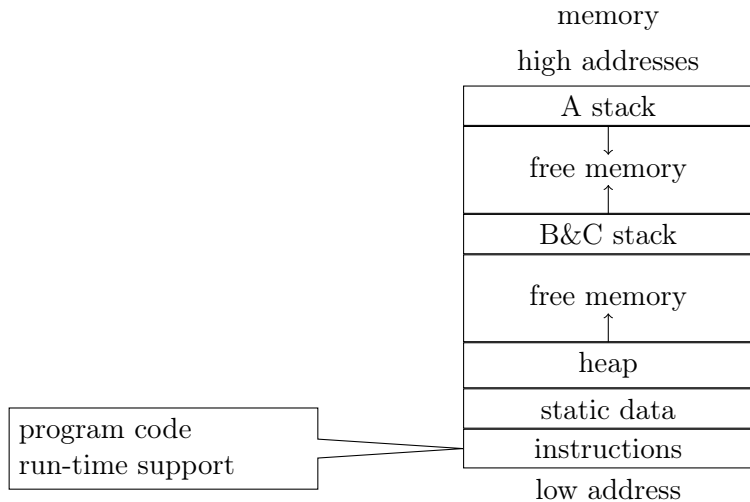 memory
high addresses
A stack
free memory
B&C stack
free memory
heap
static data
instructions
low address
program code
run-time support